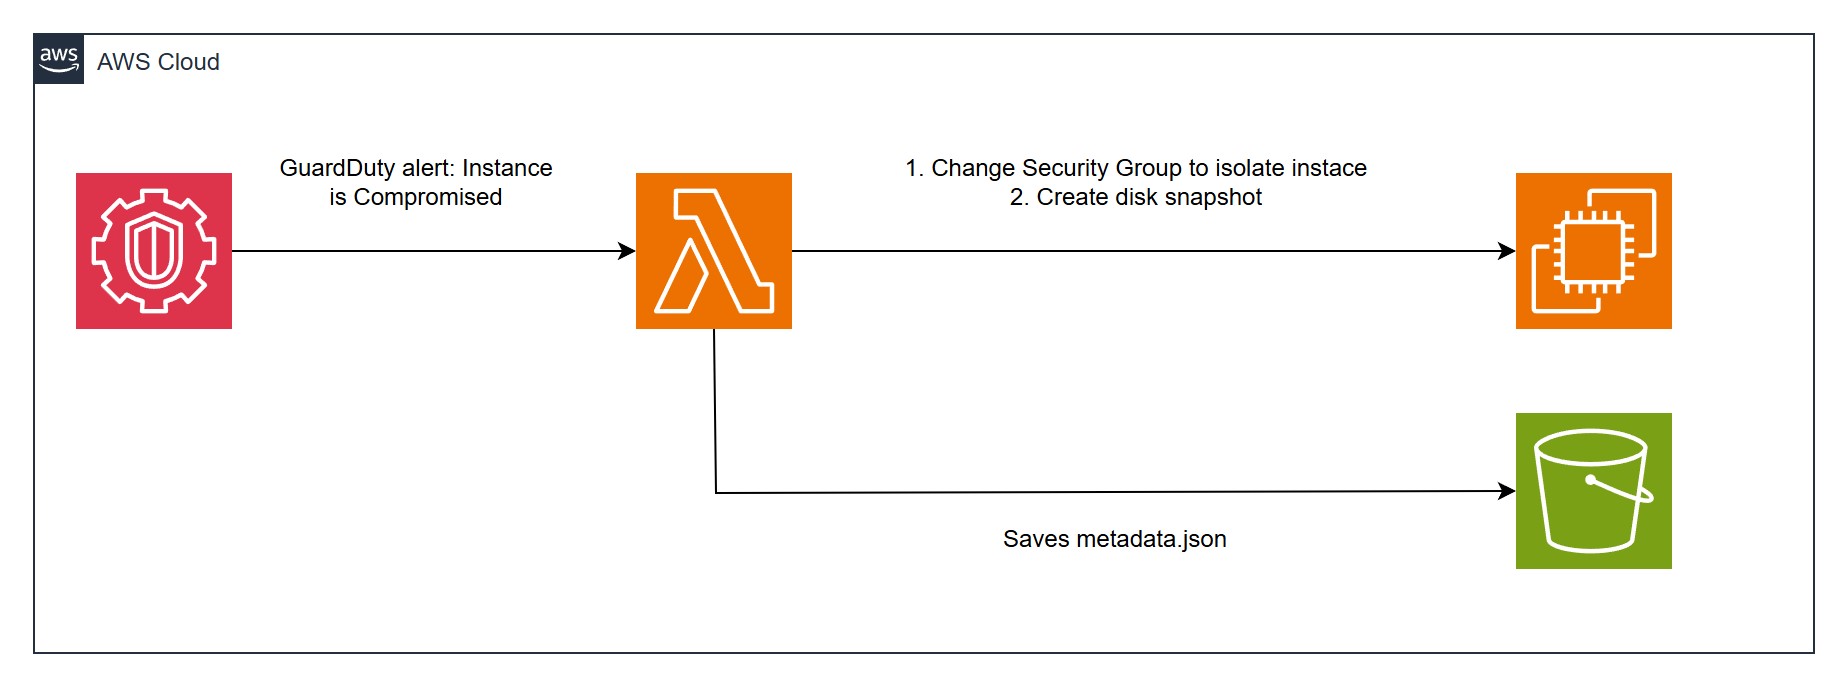 aws
AWS Cloud
GuardDuty alert: Instance
is Compromised
1. Change Security Group to isolate instace
2. Create disk snapshot
Saves metadata.json